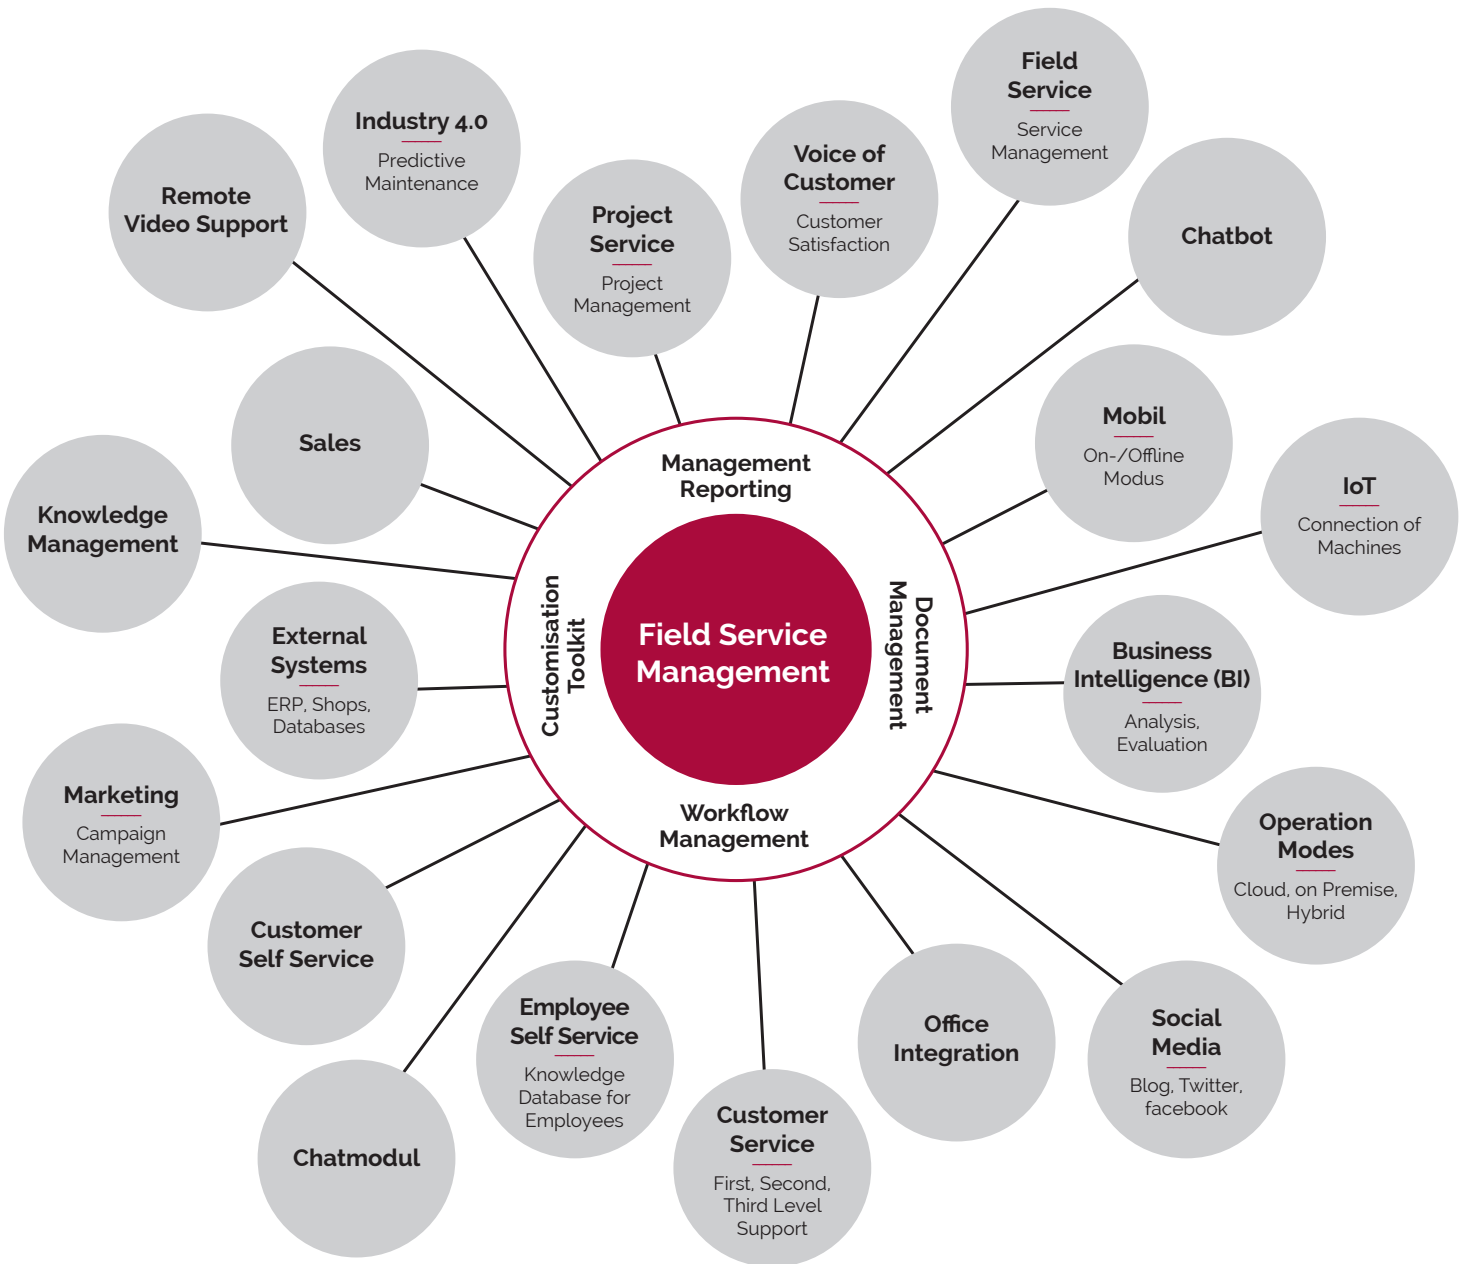 Field
Service
Service
Management
Industry 4.0
Predictive
Maintenance
Voice of
Customer
Customer
Satisfaction
Remote
Video Support
Project
Service
Project
Management
Chatbot
Sales
Mobil
On-/Offline
Modus
IoT
Connection of
Machines
Knowledge
Management
Management
Reporting
Customisation
Toolkit
Field Service
Management
Document
Management
Workflow
Management
External
Systems
ERP, Shops,
Databases
Business
Intelligence (BI)
Analysis,
Evaluation
Marketing
Campaign
Management
Operation
Modes
Cloud, on Premise,
Hybrid
Customer
Self Service
Employee
Self Service
Knowledge
Database for
Employees
Office
Integration
Social
Media
Blog, Twitter,
facebook
Chatmodul
Customer
Service
First, Second,
Third Level
Support